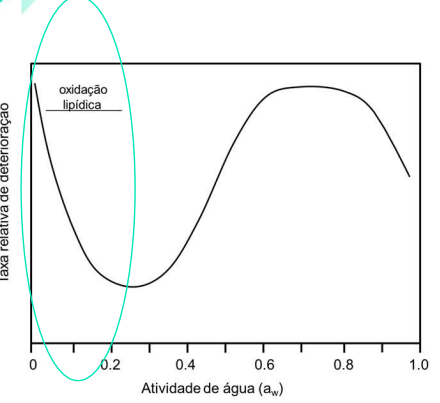 oxidação
lipídica
Taxa relativa de deterioração
0
0.2
0.4
0.6
0.8
1.0
Atividade de água (aw)